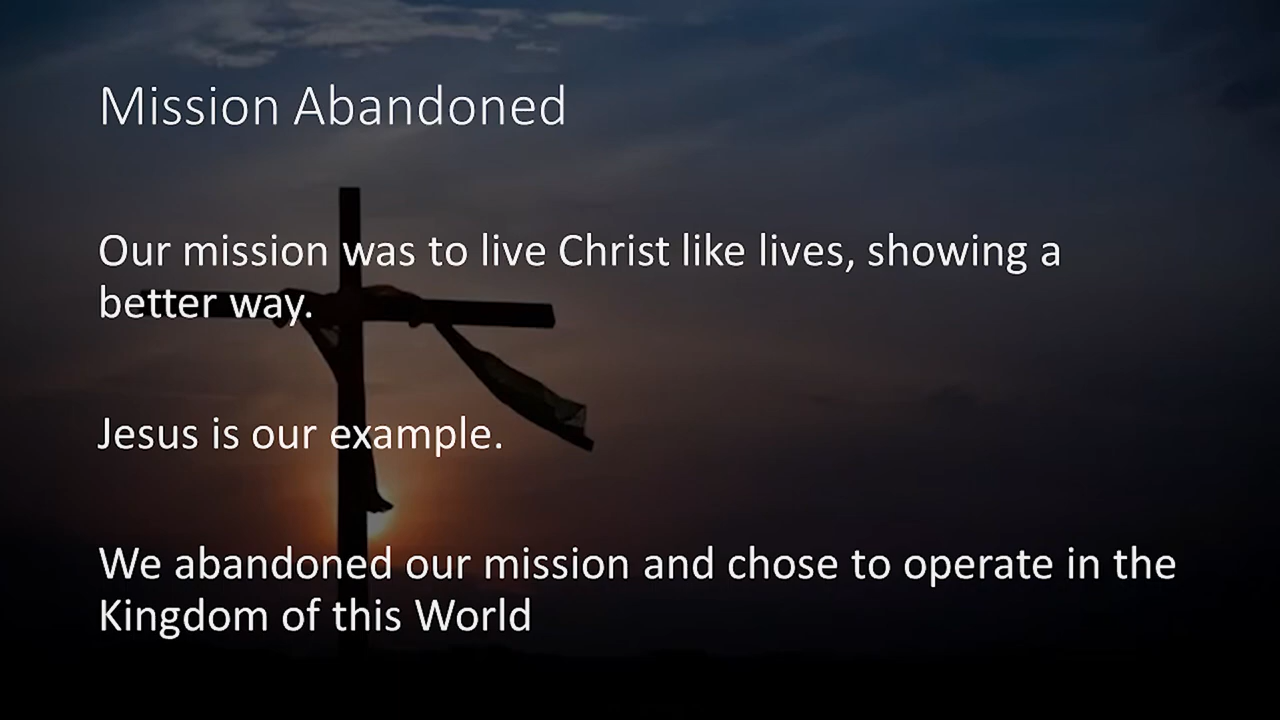 Mission Abandoned
Our mission was to live Christ like lives, showing a
better way.
Jesus is our example.
We abandoned our mission and chose to operate in the
Kingdom of this World